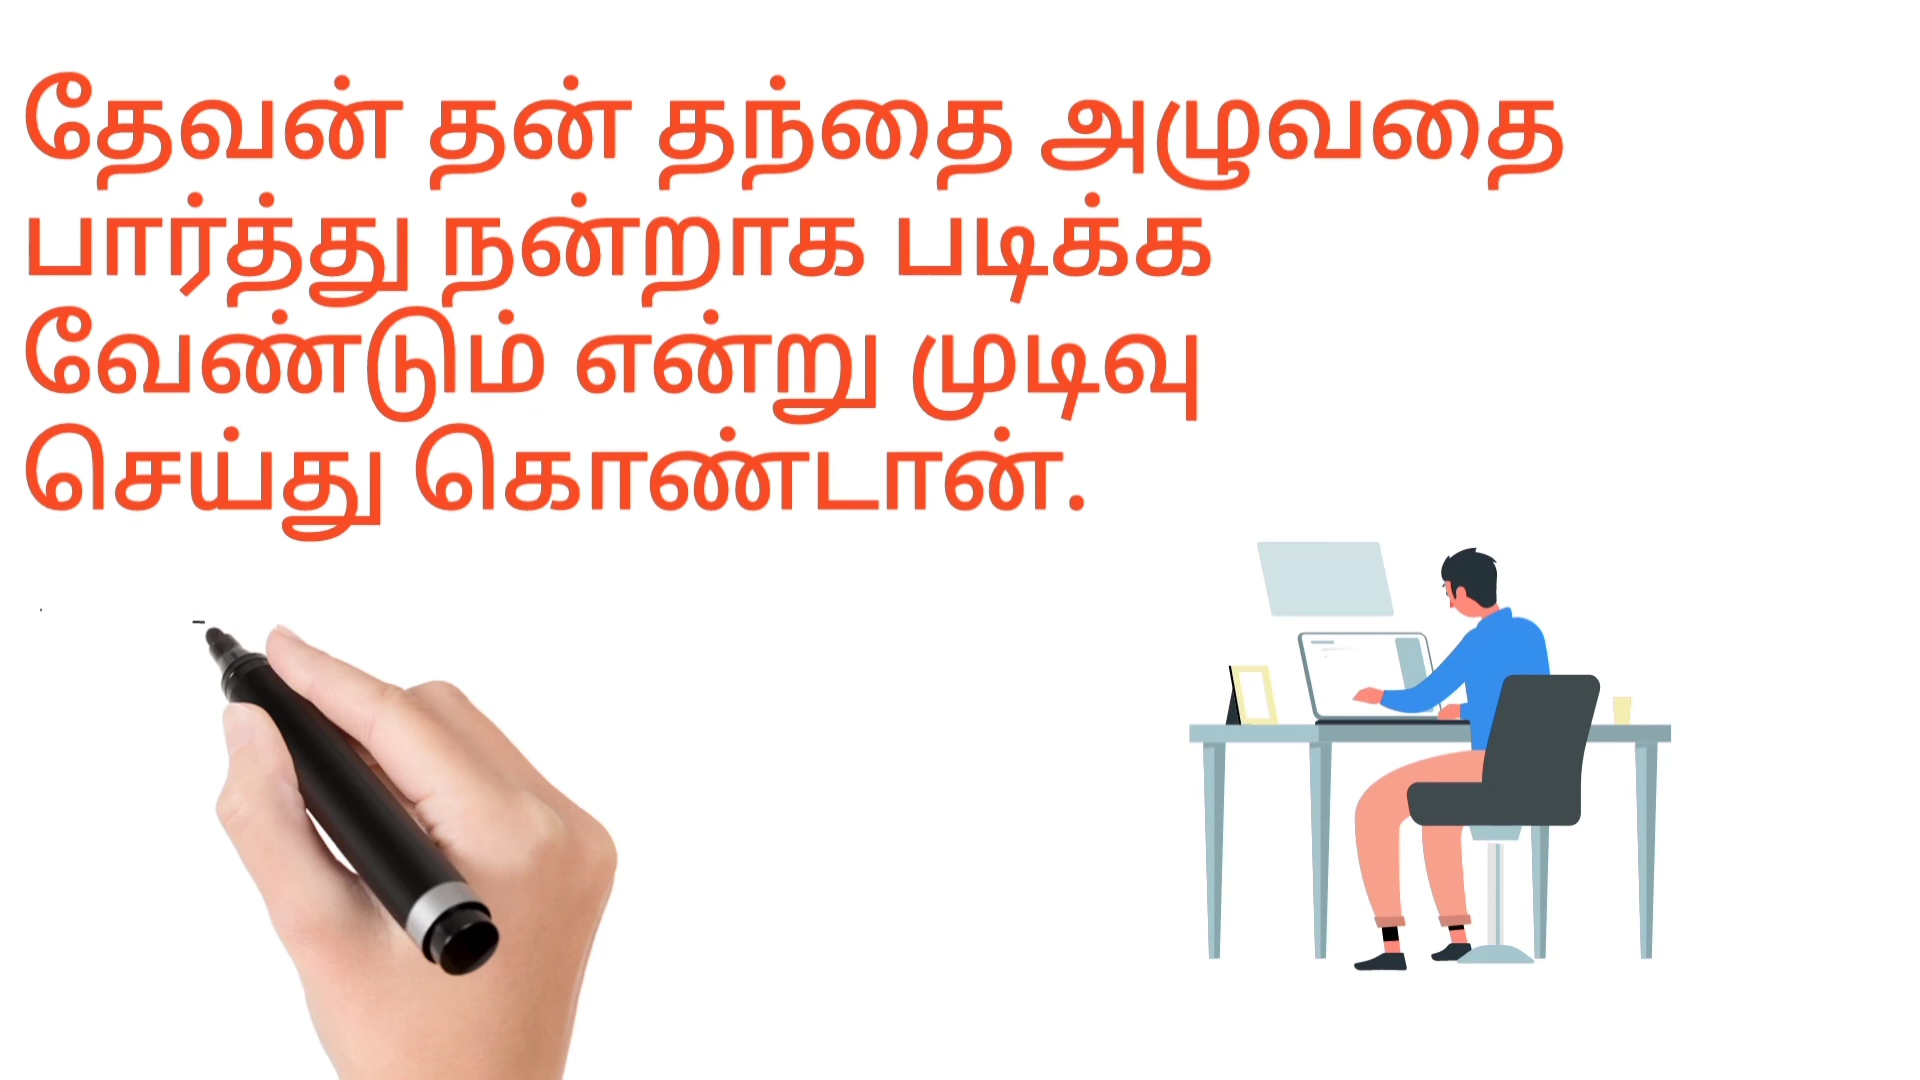 தேவன் தன் தந்தை அழுவதை
பார்த்து நன்றாக படிக்க
வேண்டும் என்று முடிவு
செய்து கொண்டான்.